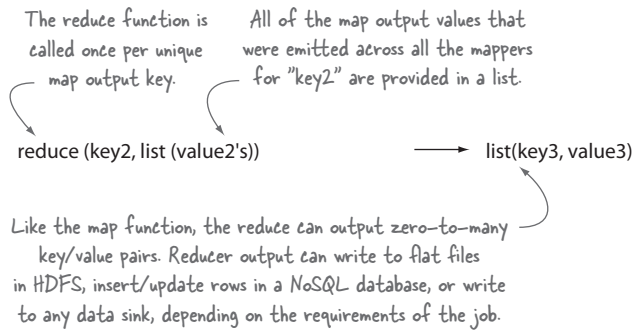 The reduce function is
called once per unique
map output key.
All of the map output values that
were emitted across all the mappers
for "key2" are provided in a list.
reduce (key2, list (value2's))
list(key3, value3)
Like the map function, the reduce can output zero-to-many
key/value pairs. Reducer output can write to flat files
in HDFS, insert/update rows in a NoSQL database, or write
to any data sink, depending on the requirements of the job.